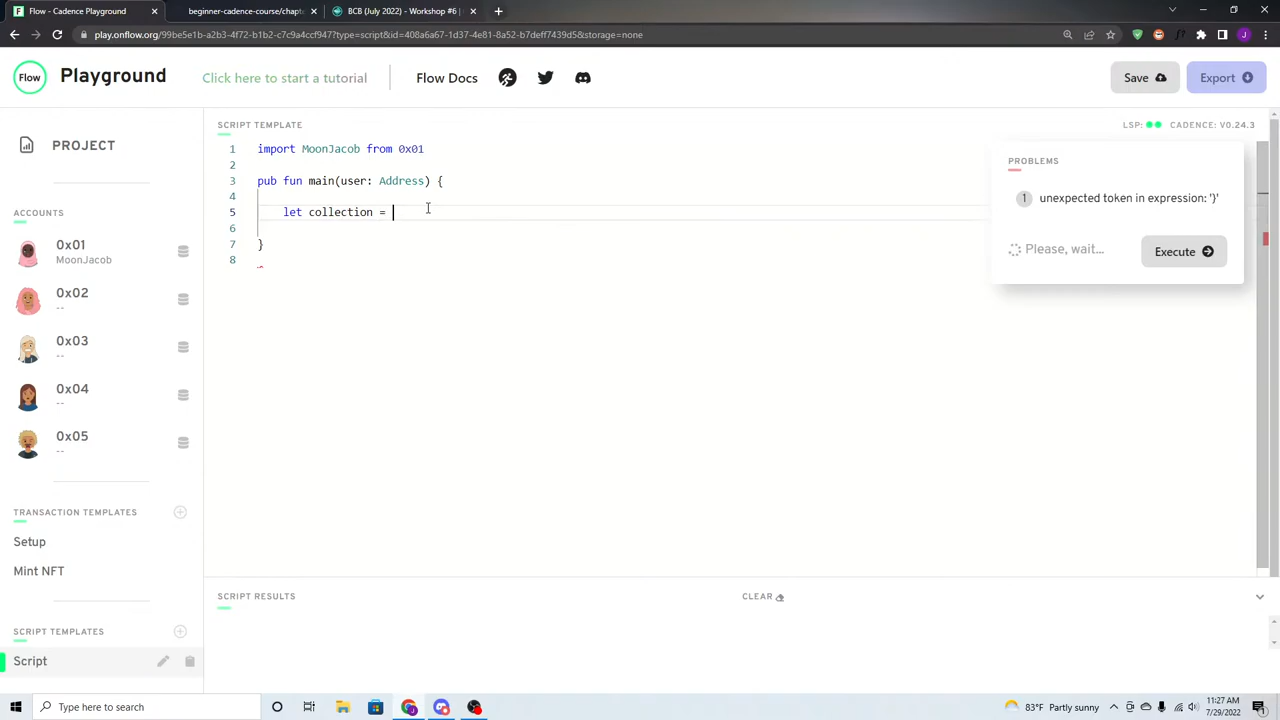 Flow - Cadence Playground
beginner-cadence-course/chapte
BCB (July 2022) - Workshop #6 |
play.onflow.org/99be5e1b-a2b3-4f72-b1b2-c7c9a4ccf947?type=script&id=408a6a67-1d37-4e81-8a52-b7deff7439d5&storage=none
Flow
Playground
Click here to start a tutorial
Flow Docs
Save
Export
PROJECT
ACCOUNTS
0x01
MoonJacob
0x02
--
0x03
--
0x04
--
0x05
--
TRANSACTION TEMPLATES
Setup
Mint NFT
SCRIPT TEMPLATES
Script
SCRIPT TEMPLATE
LSP:
CADENCE: V0.24.3
1 import MoonJacob from 0x01
2
3 pub fun main(user: Address) {
4
5 let collection =
6
7 }
8
PROBLEMS
1 unexpected token in expression: '}'
Please, wait...
Execute
SCRIPT RESULTS
CLEAR
Type here to search
83°F Partly sunny
11:27 AM
7/29/2022